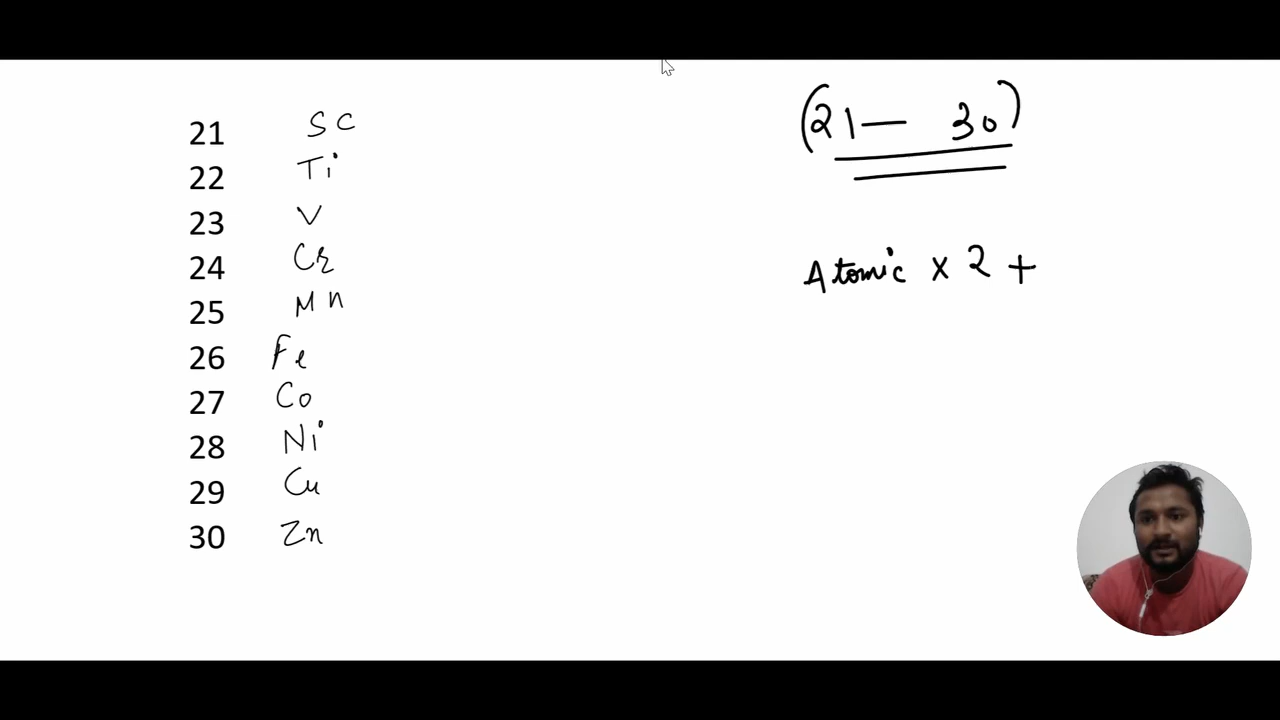 21 Sc
22 Ti
23 V
24 Cr
25 Mn
26 Fe
27 Co
28 Ni
29 Cu
30 Zn
(21— 30)
Atomic x 2 +